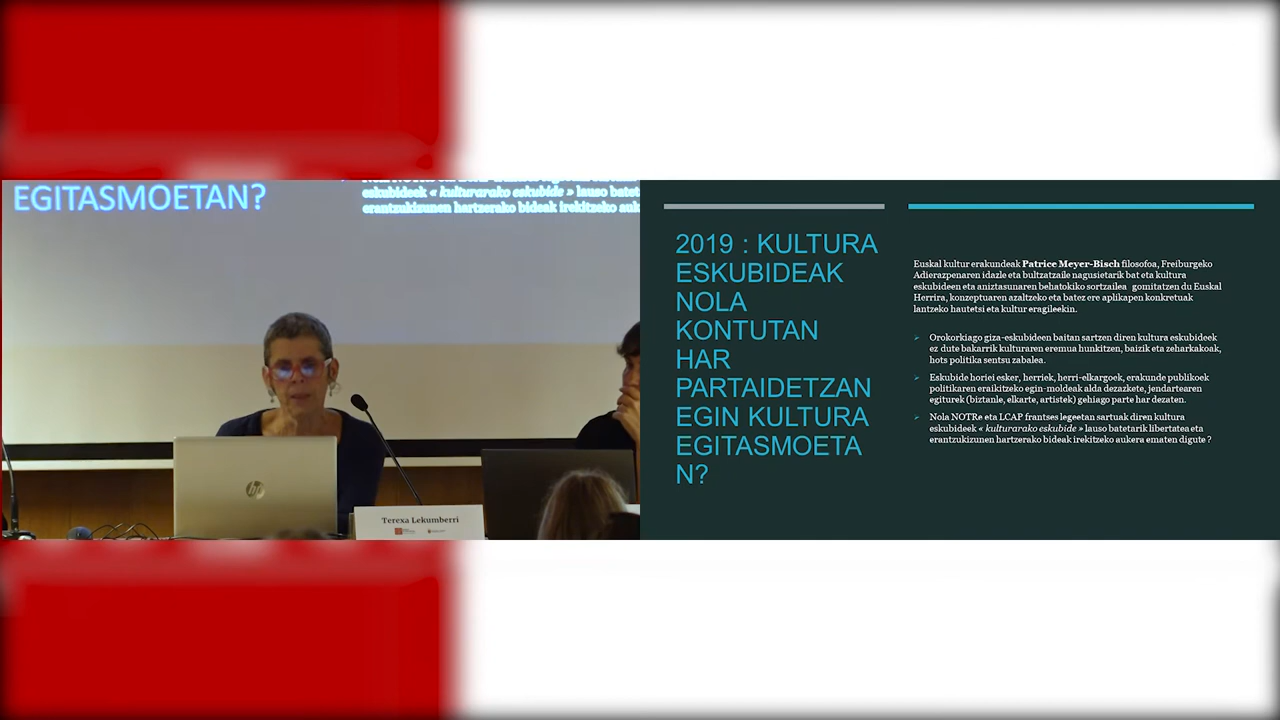 EGITASMOETAN?
eskubideek « kulturarako eskubide » lauso batet
erantzukizunen hartzerako bideak irekitzeko auk
Terexa Lekumberri
hp
2019 : KULTURA
ESKUBIDEAK
NOLA
KONTUTAN
HAR
PARTAIDETZAN
EGIN KULTURA
EGITASMOETA
N?
Euskal kultur erakundeak Patrice Meyer-Bisch filosofoa, Freiburgeko
Adierazpenaren idazle eta bultzatzaile nagusietarik bat eta kultura
eskubideen eta aniztasunaren behatokiko sortzailea gomitatzen du Euskal
Herrira, konzeptuaren azaltzeko eta batez ere aplikapen konkretuak
lantzeko hautetsi eta kultur eragileekin.
➢ Orokorkiago giza-eskubideen baitan sartzen diren kultura eskubideek
ez dute bakarrik kulturaren eremua hunkitzen, baizik eta zeharkakoak,
hots politika sentsu zabalea.
➢ Eskubide horiei esker, herriek, herri-elkargoek, erakunde publikoek
politikaren eraikitzeko egin-moldeak alda dezazkete, jendartearen
egiturek (biztanle, elkarte, artistek) gehiago parte har dezaten.
➢ Nola NOTRe eta LCAP frantses legeetan sartuak diren kultura
eskubideek « kulturarako eskubide » lauso batetarik libertatea eta
erantzukizunen hartzerako bideak irekitzeko aukera ematen digute ?